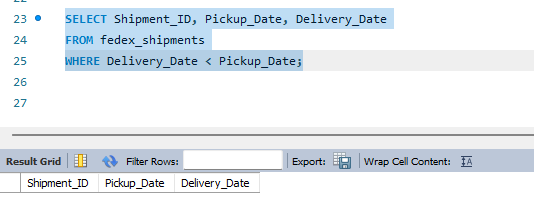 23 SELECT Shipment_ID, Pickup_Date, Delivery_Date
24 FROM fedex_shipments
25 WHERE Delivery_Date < Pickup_Date;
26
27
Result Grid Filter Rows: Export: Wrap Cell Content: IA
Shipment_ID Pickup_Date Delivery_Date